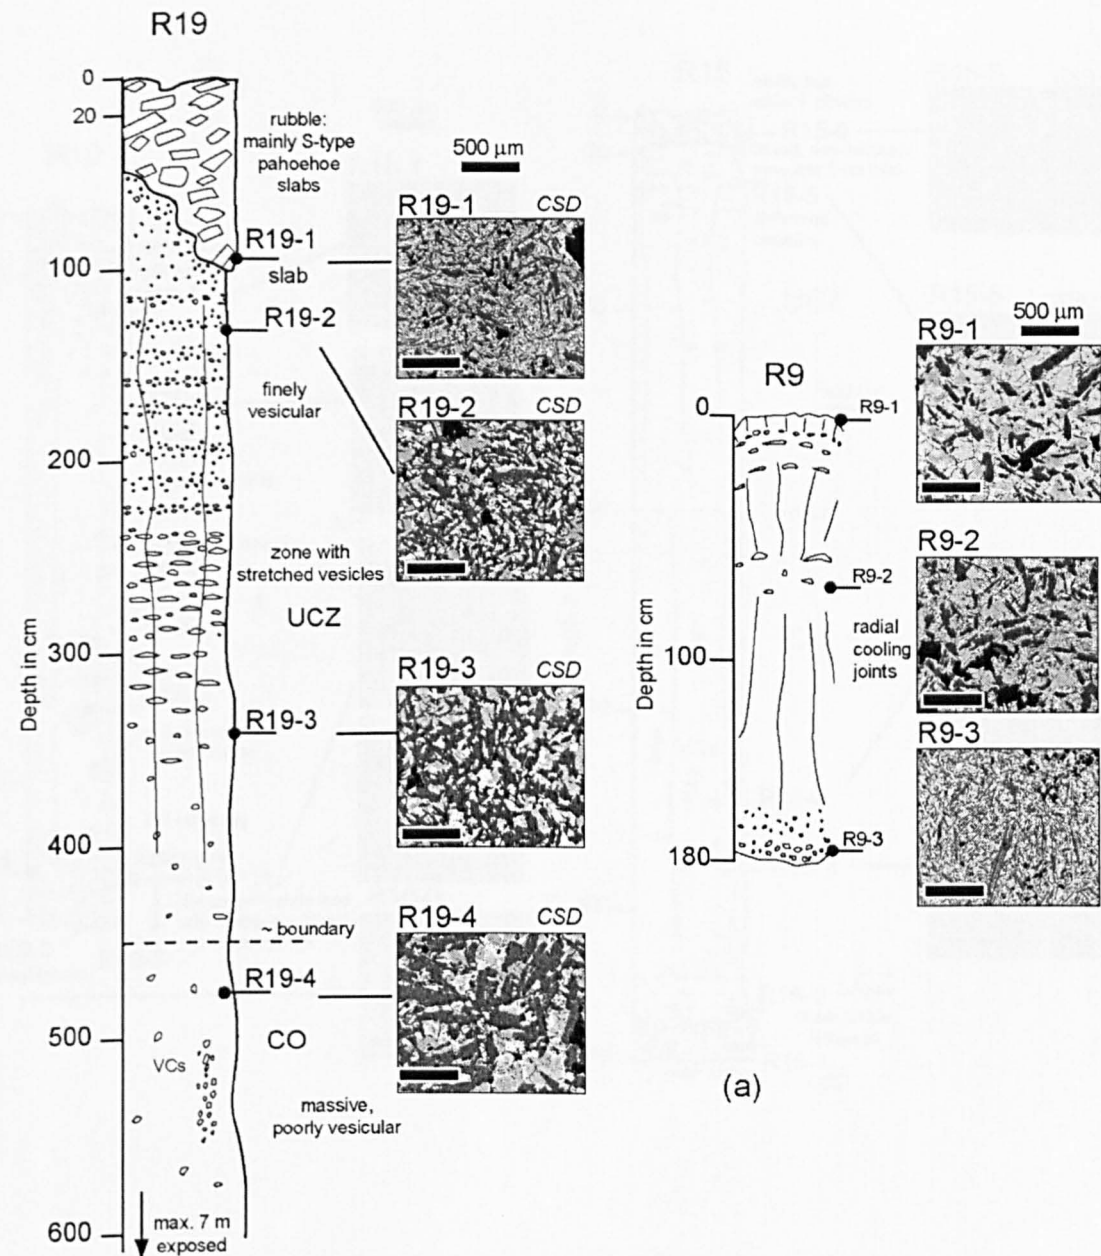 R19
0
20
100
200
300
400
500
600
Depth in cm
rubble:
mainly S-type
pahoehoe
slabs
R19-1
slab
R19-2
finely
vesicular
zone with
stretched vesicles
UCZ
R19-3
~ boundary
R19-4
CO
VCs
massive,
poorly vesicular
max. 7 m
exposed
500 µm
R19-1 CSD
R19-2 CSD
R19-3 CSD
R19-4 CSD
R9
0
100
180
Depth in cm
R9-1
R9-2
radial
cooling
joints
R9-3
500 µm
R9-1
R9-2
R9-3
(a)